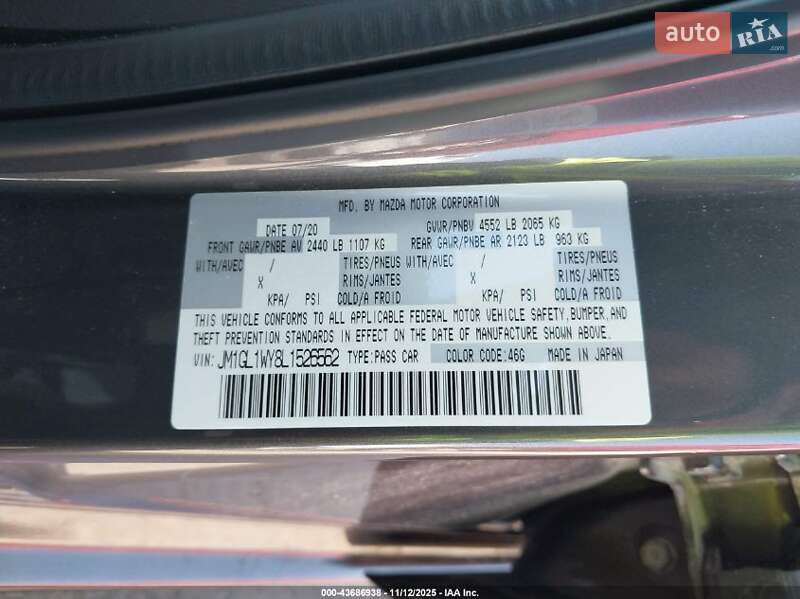 auto RIA .com
MFD. BY MAZDA MOTOR CORPORATION
DATE 07/20 GVWR/PNBV 4552 LB 2065 KG
FRONT GAWR/PNBE AV 2440 LB 1107 KG REAR GAWR/PNBE AR 2123 LB 963 KG
WITH/AVEC / TIRES/PNEUS WITH/AVEC / TIRES/PNEUS
X RIMS/JANTES X RIMS/JANTES
KPA/ PSI COLD/A FROID KPA/ PSI COLD/A FROID
THIS VEHICLE CONFORMS TO ALL APPLICABLE FEDERAL MOTOR VEHICLE SAFETY, BUMPER, AND
THEFT PREVENTION STANDARDS IN EFFECT ON THE DATE OF MANUFACTURE SHOWN ABOVE.
VIN: JM1GL1WY8L1526562 TYPE:PASS CAR COLOR CODE:46G MADE IN JAPAN
000-43686938 - 11/12/2025 - IAA Inc.